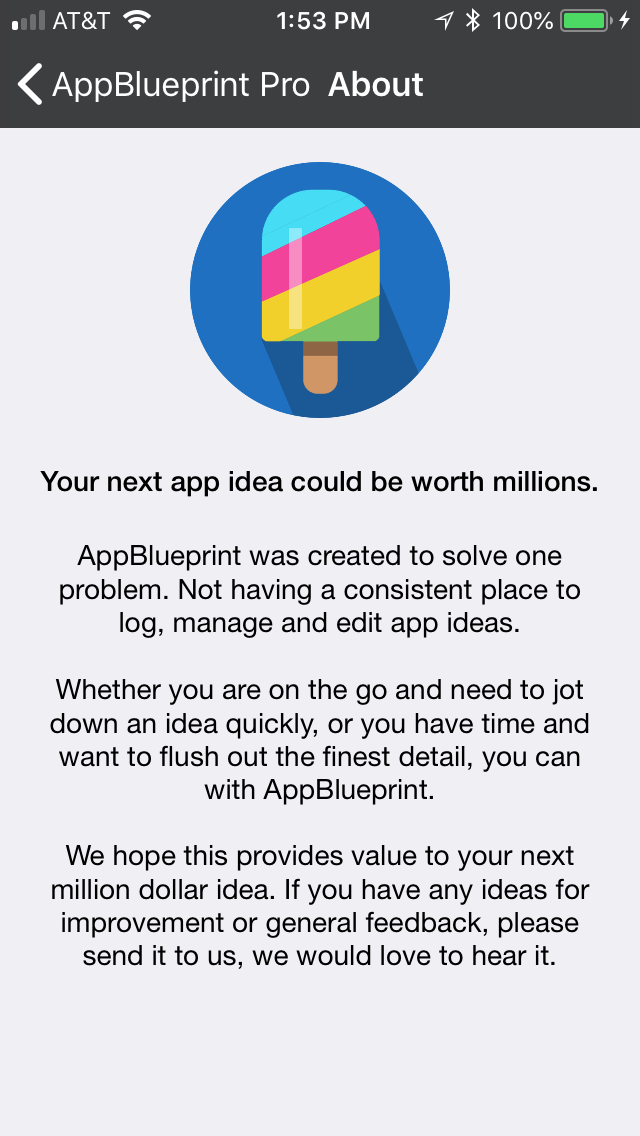 AT&T 1:53 PM 100%
AppBlueprint Pro About
Your next app idea could be worth millions.
AppBlueprint was created to solve one
problem. Not having a consistent place to
log, manage and edit app ideas.
Whether you are on the go and need to jot
down an idea quickly, or you have time and
want to flush out the finest detail, you can
with AppBlueprint.
We hope this provides value to your next
million dollar idea. If you have any ideas for
improvement or general feedback, please
send it to us, we would love to hear it.